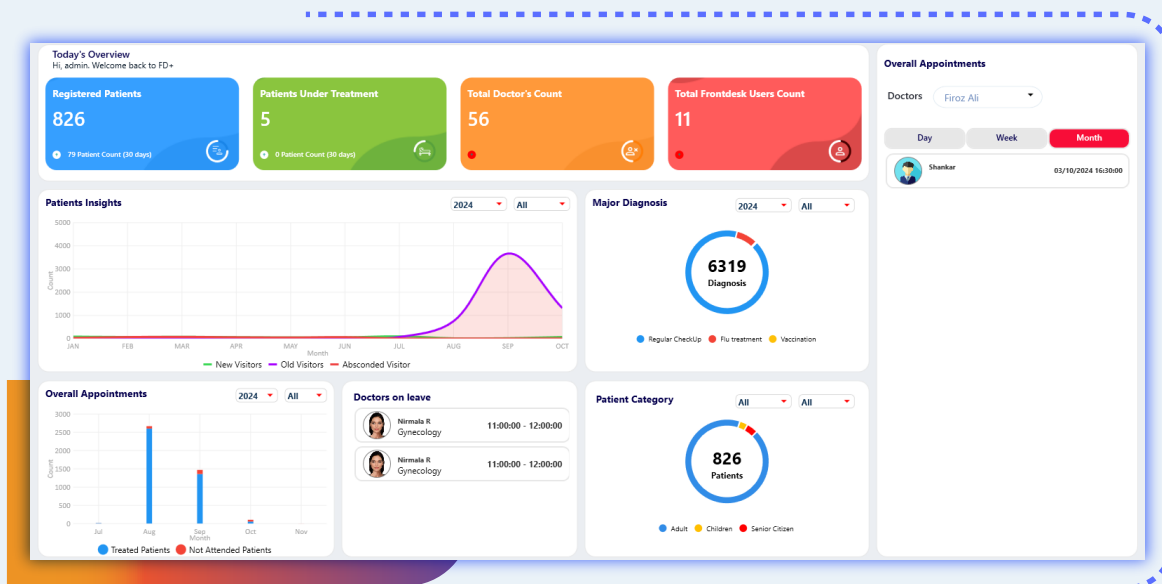 Today's Overview
Hi, admin. Welcome back to FD+
Registered Patients
826
79 Patient Count (30 days)
Patients Under Treatment
5
0 Patient Count (30 days)
Total Doctor's Count
56
Total Frontdesk Users Count
11
Overall Appointments
Doctors
Firoz Ali
Day
Week
Month
Shankar
03/10/2024 16:30:00
Patients Insights
2024
All
5000
4000
3000
2000
1000
0
Count
JAN
FEB
MAR
APR
MAY
JUN
JUL
AUG
SEP
OCT
Month
New Visitors
Old Visitors
Absconded Visitor
Major Diagnosis
2024
All
6319
Diagnosis
Regular CheckUp
Flu treatment
Vaccination
Overall Appointments
2024
All
3000
2500
2000
1500
1000
500
0
Count
Jul
Aug
Sep
Oct
Nov
Month
Treated Patients
Not Attended Patients
Doctors on leave
Nirmala R
Gynecology
11:00:00 - 12:00:00
Nirmala R
Gynecology
11:00:00 - 12:00:00
Patient Category
All
All
826
Patients
Adult
Children
Senior Citizen